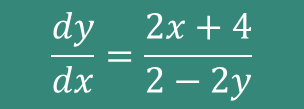 dy/dx = (2x + 4)/(2 − 2y)